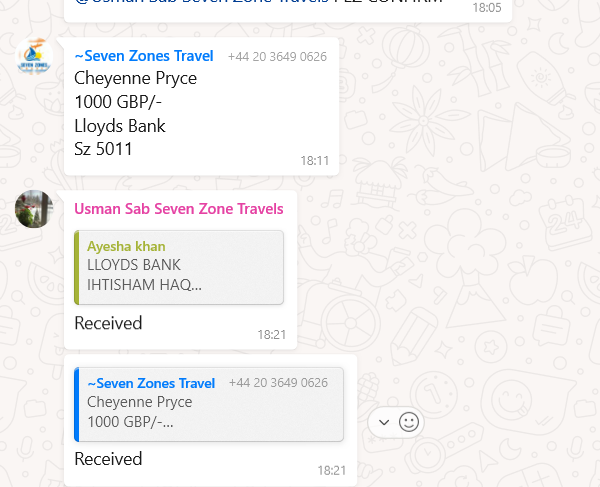 @Usman Sab Seven Zone Travels PLZ CONFIRM
18:05
SEVEN ZONES
~Seven Zones Travel +44 20 3649 0626
Cheyenne Pryce
1000 GBP/-
Lloyds Bank
Sz 5011
18:11
Usman Sab Seven Zone Travels
Ayesha khan
LLOYDS BANK
IHTISHAM HAQ...
Received
18:21
~Seven Zones Travel +44 20 3649 0626
Cheyenne Pryce
1000 GBP/-...
Received
18:21